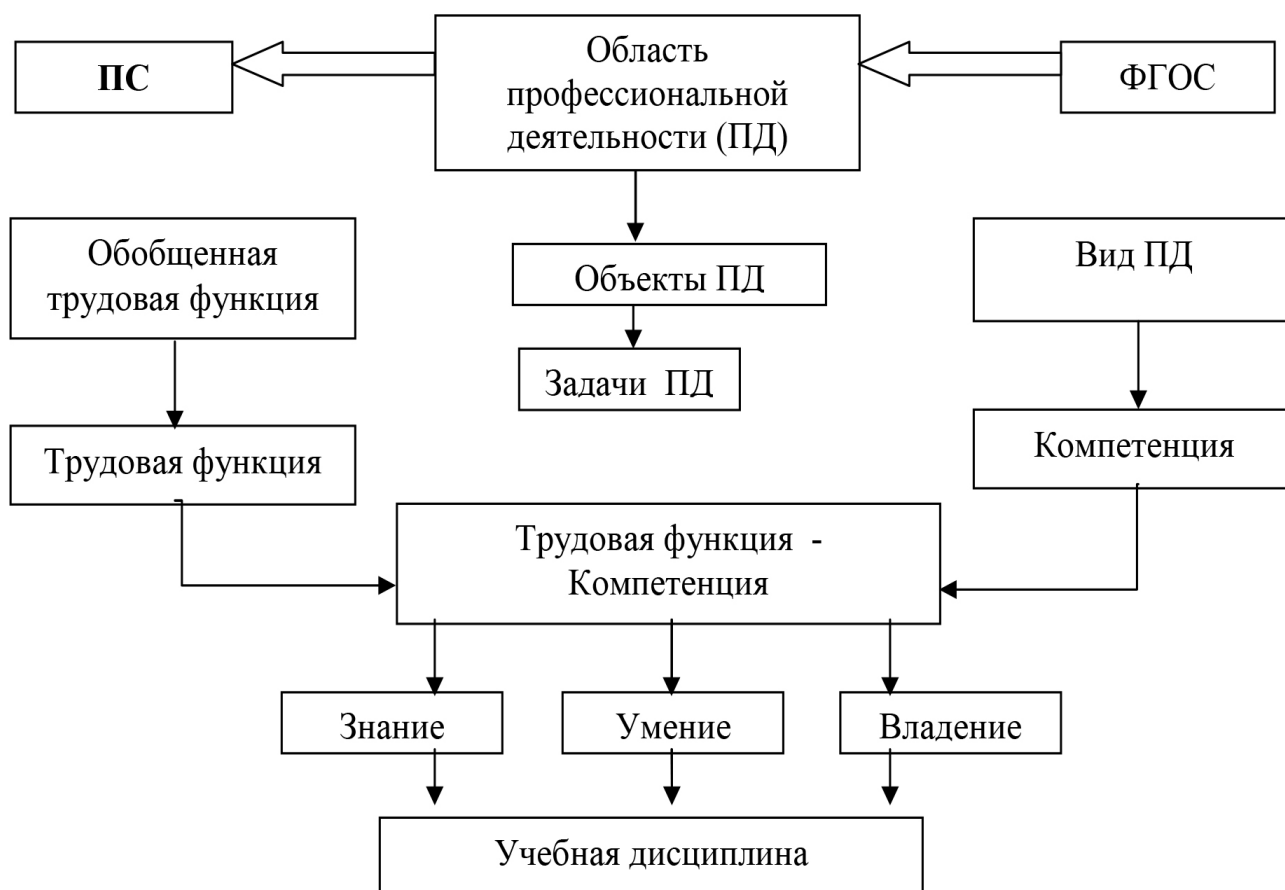 ПС
Область
профессиональной
деятельности (ПД)
ФГОС
Обобщенная
трудовая функция
Объекты ПД
Вид ПД
Задачи ПД
Трудовая функция
Компетенция
Трудовая функция -
Компетенция
Знание
Умение
Владение
Учебная дисциплина